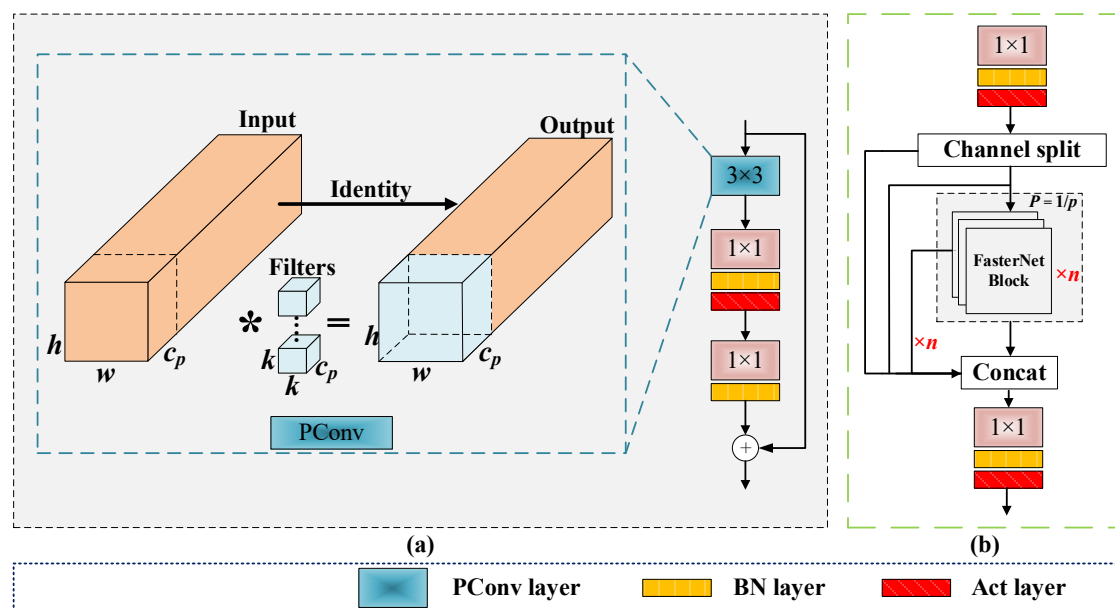 Input
Output
Identity
Filters
*
=
h
w
c_p
k
k
c_p
h
w
c_p
PConv
3×3
1×1
1×1
+
(a)
1×1
Channel split
P = 1/p
FasterNet
Block
×n
×n
Concat
1×1
(b)
PConv layer
BN layer
Act layer